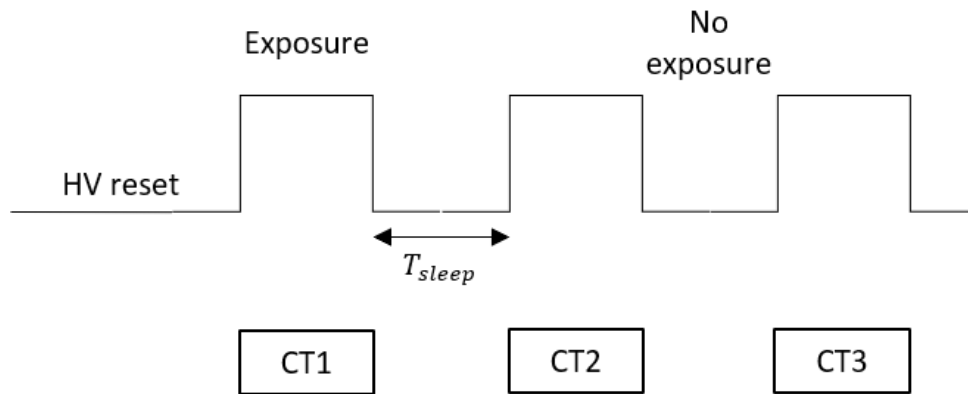 Exposure
No
exposure
HV reset
T_sleep
CT1
CT2
CT3